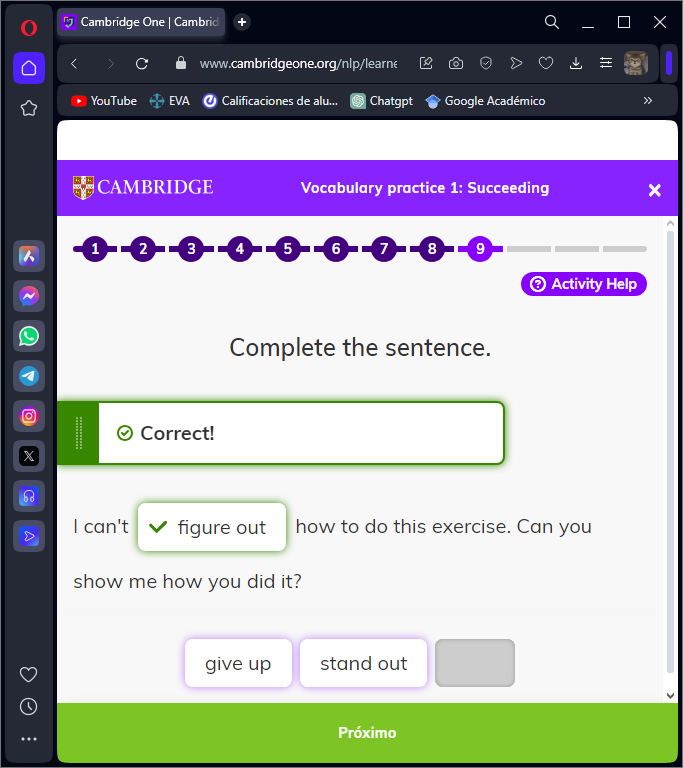 Cambridge One | Cambrid
www.cambridgeone.org/nlp/learne
YouTube EVA Calificaciones de alu... Chatgpt Google Académico »
CAMBRIDGE Vocabulary practice 1: Succeeding
1 2 3 4 5 6 7 8 9
Activity Help
Complete the sentence.
Correct!
I can't figure out how to do this exercise. Can you
show me how you did it?
give up stand out
Próximo